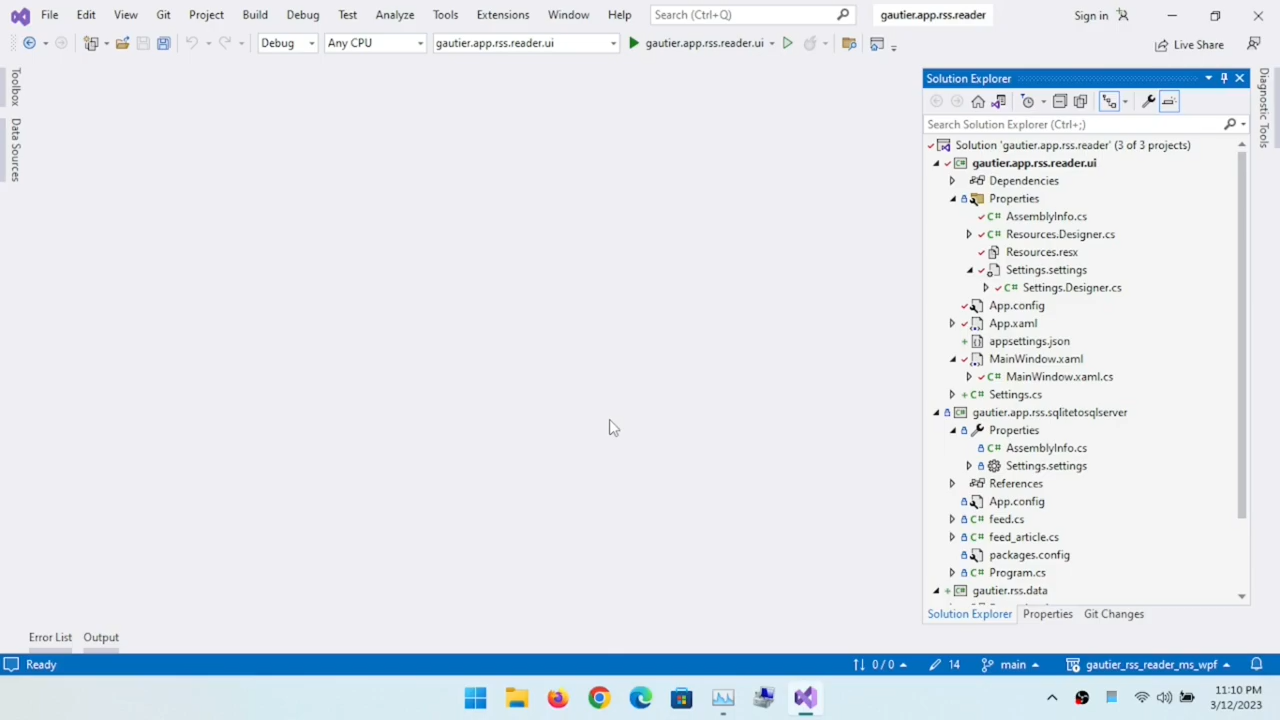 File Edit View Git Project Build Debug Test Analyze Tools Extensions Window Help Search (Ctrl+Q) gautier.app.rss.reader Sign in
Debug Any CPU gautier.app.rss.reader.ui gautier.app.rss.reader.ui Live Share
Toolbox
Data Sources
Solution Explorer
Search Solution Explorer (Ctrl+;)
Solution 'gautier.app.rss.reader' (3 of 3 projects)
gautier.app.rss.reader.ui
Dependencies
Properties
C# AssemblyInfo.cs
C# Resources.Designer.cs
Resources.resx
Settings.settings
C# Settings.Designer.cs
App.config
App.xaml
appsettings.json
MainWindow.xaml
C# MainWindow.xaml.cs
C# Settings.cs
gautier.app.rss.sqlitetosqlserver
Properties
C# AssemblyInfo.cs
Settings.settings
References
App.config
C# feed.cs
C# feed_article.cs
packages.config
C# Program.cs
gautier.rss.data
Solution Explorer Properties Git Changes
Diagnostic Tools
Error List Output
Ready 0 / 0 14 main gautier_rss_reader_ms_wpf
11:10 PM
3/12/2023